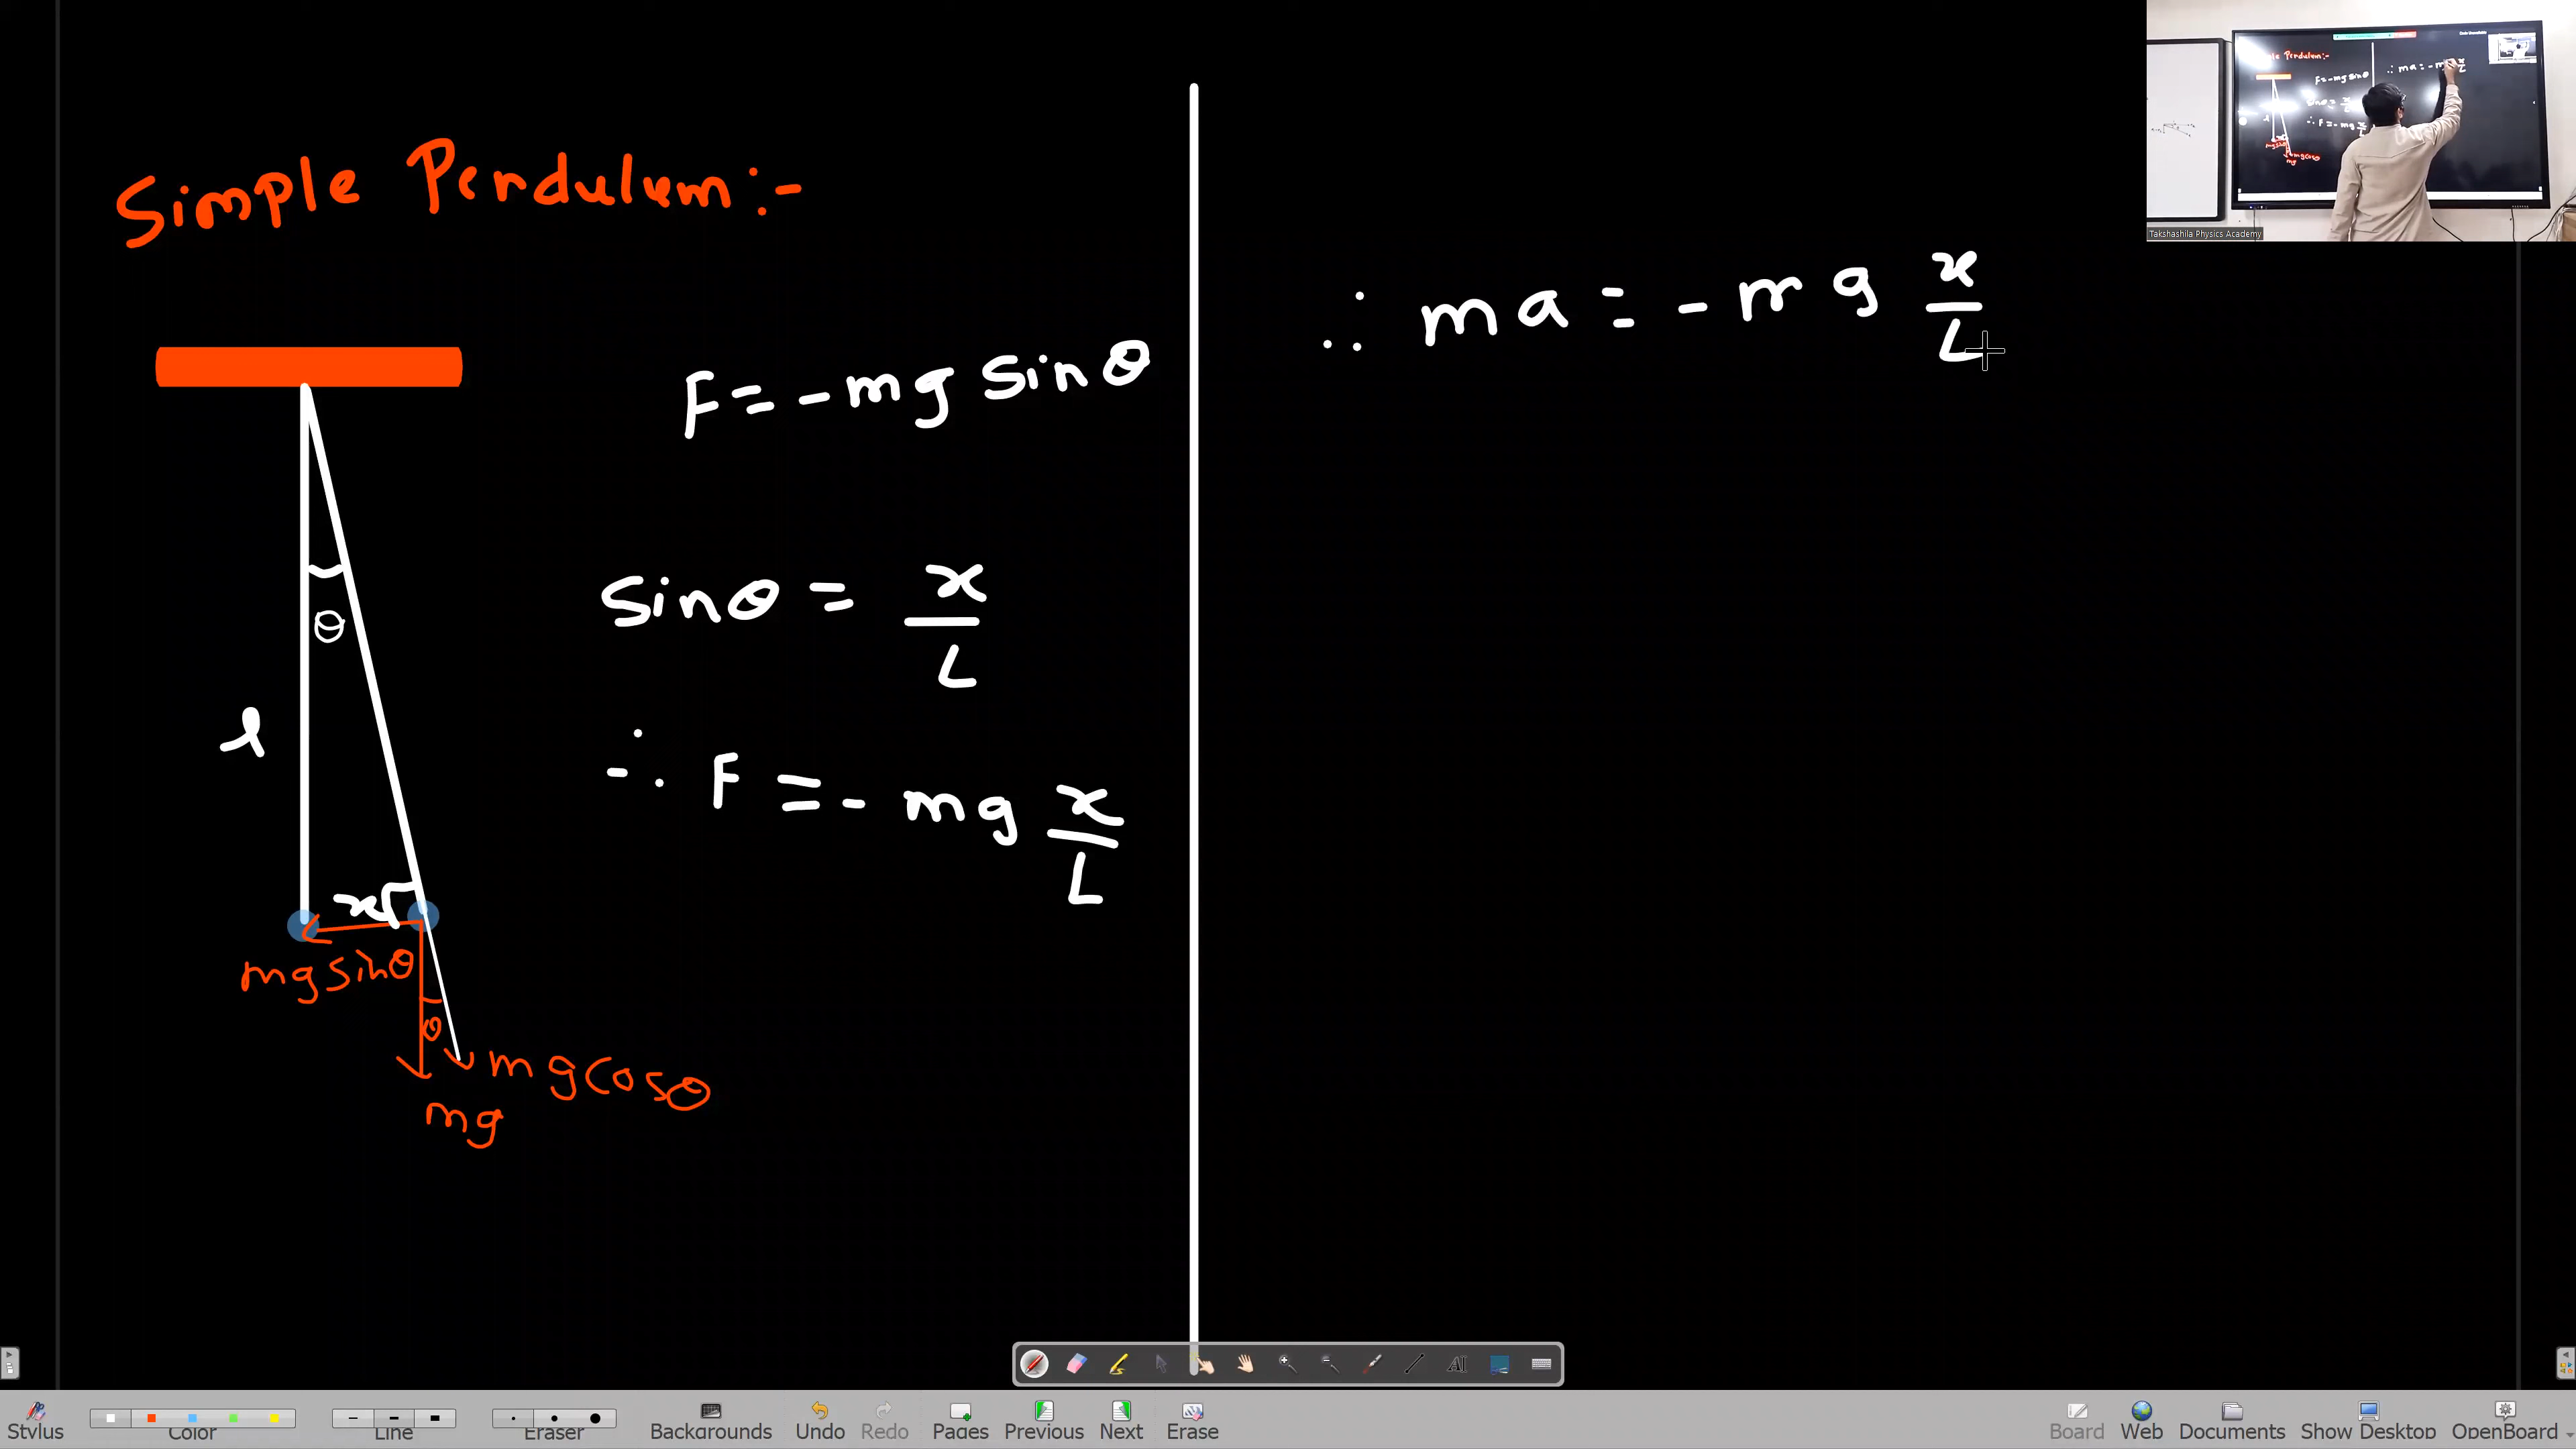 Simple Pendulum:-
F = - mg sinθ
sinθ = x/L
∴ F = - mg x/L
θ
l
x
mg sinθ
θ
mg cosθ
mg
∴ ma = - mg x/L
Takshashila Physics Academy
Stylus
Color
Line
Eraser
Backgrounds
Undo
Redo
Pages
Previous
Next
Erase
Board
Web
Documents
Show Desktop
OpenBoard